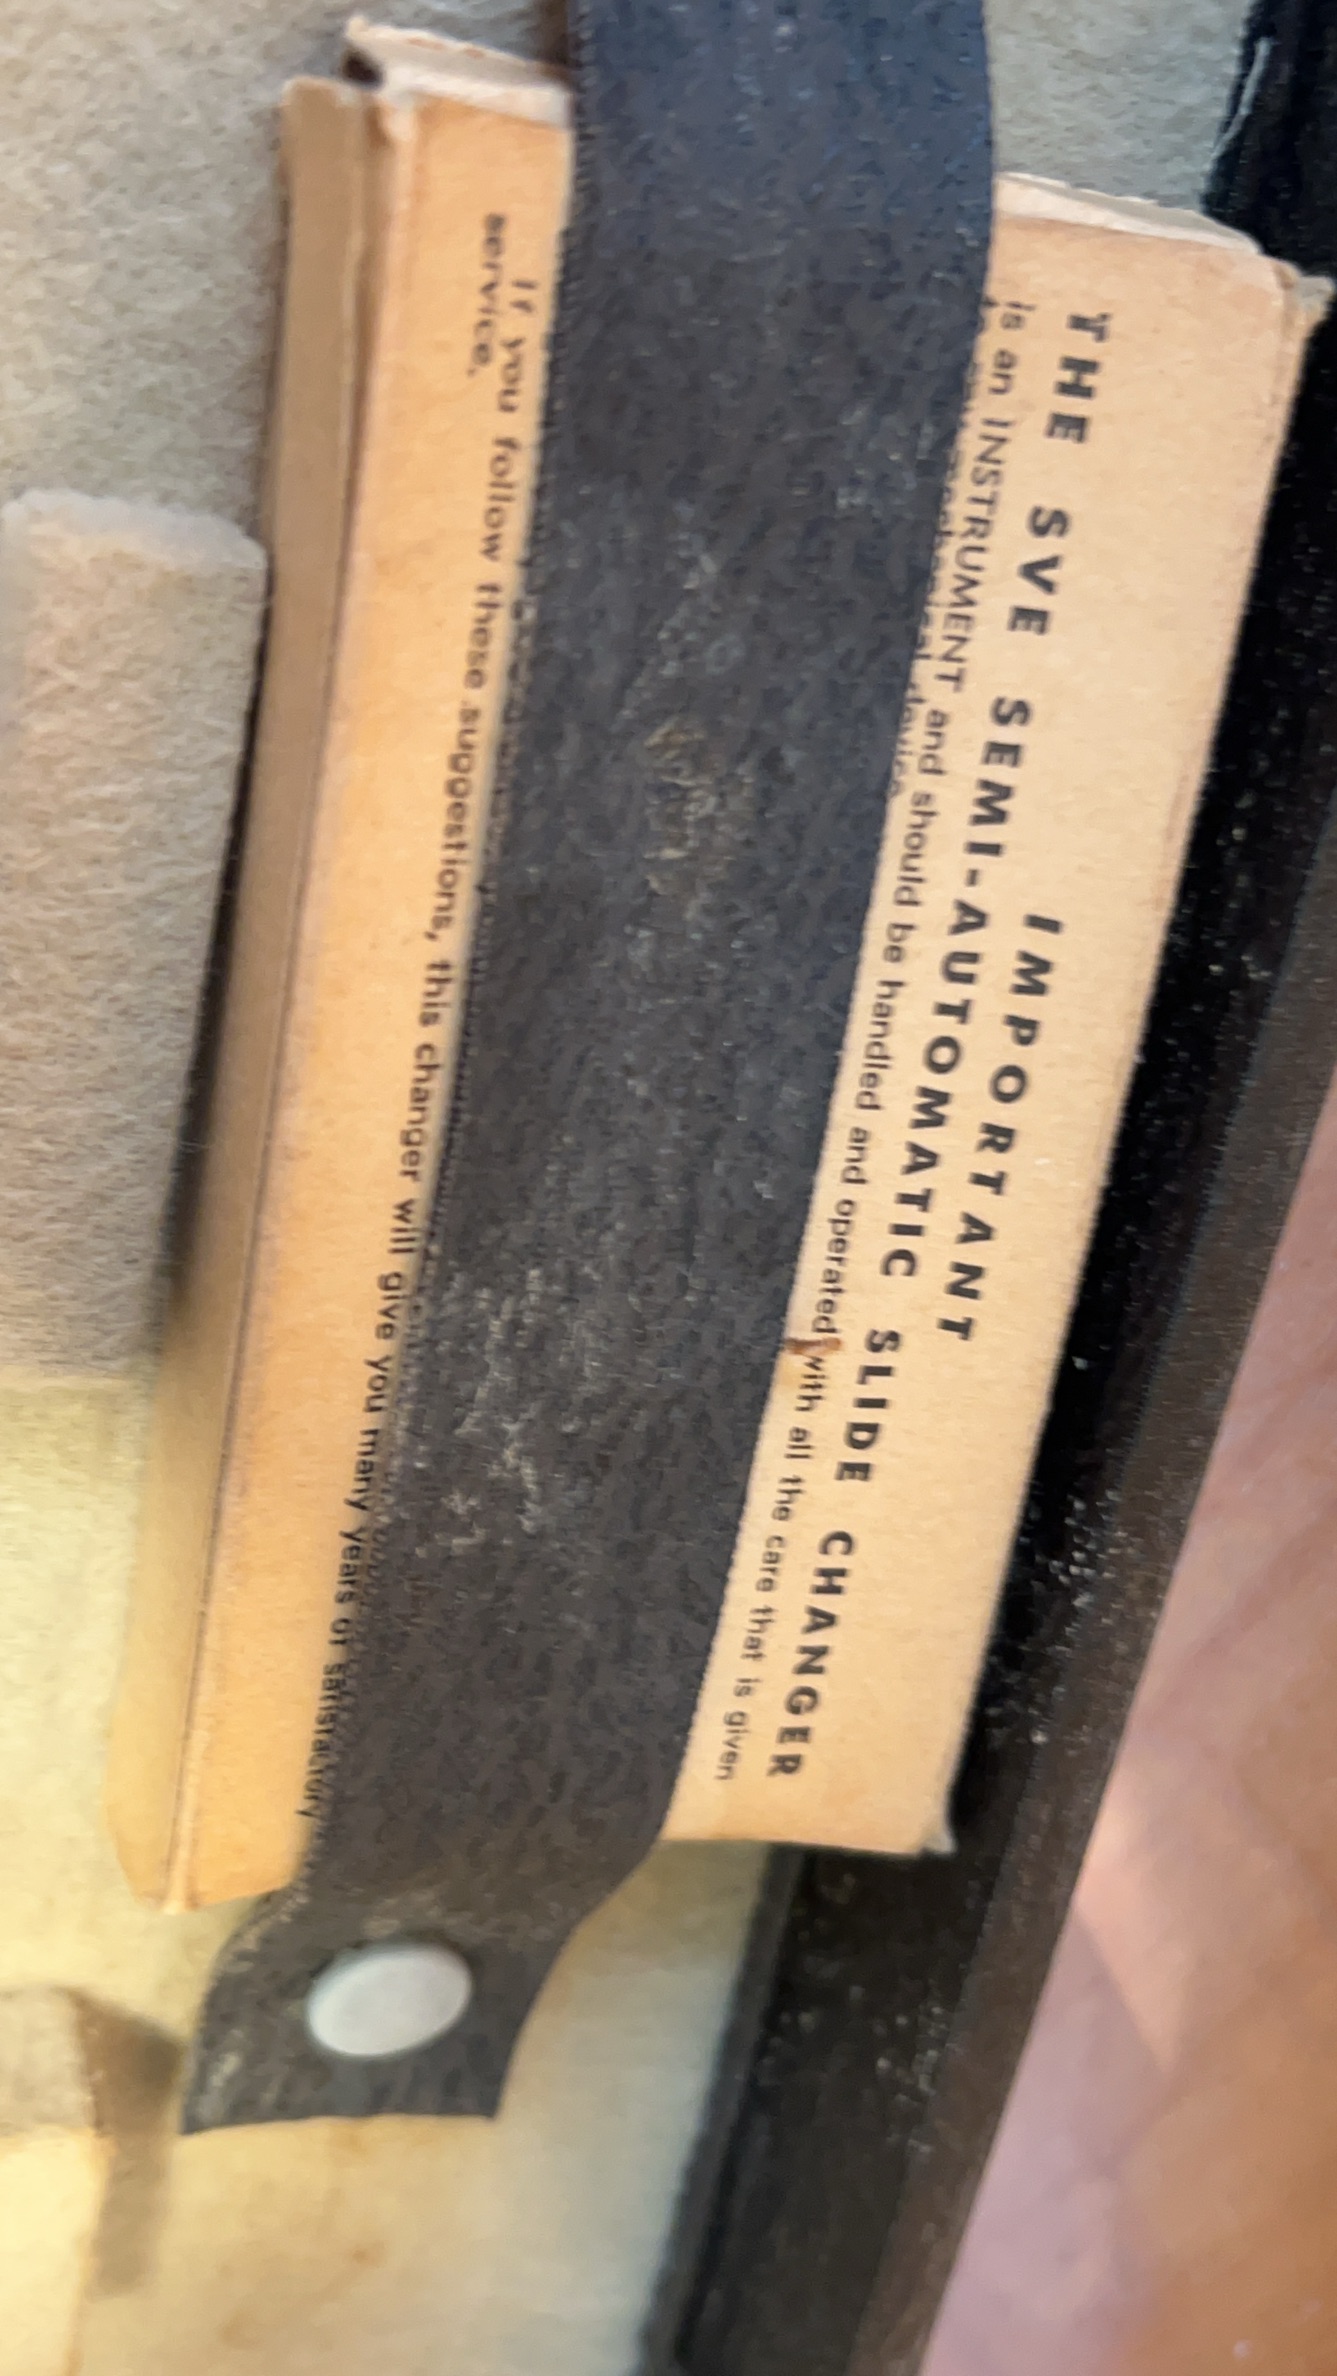 IMPORTANT
THE SVE SEMI-AUTOMATIC SLIDE CHANGER
is an INSTRUMENT and should be handled and operated with all the care that is given
device
If you follow these suggestions, this changer will give you many years of satisfactory
service.